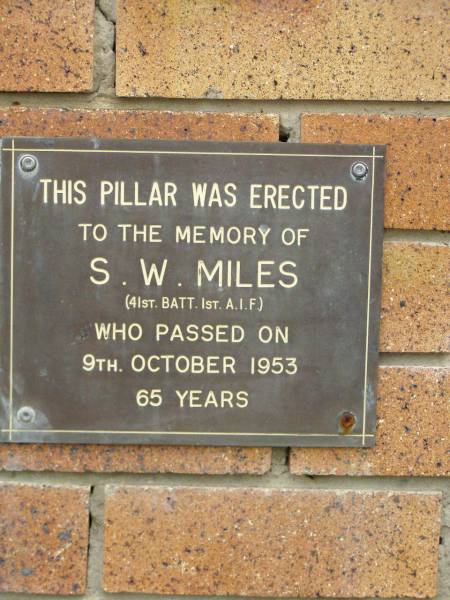 THIS PILLAR WAS ERECTED
TO THE MEMORY OF
S. W. MILES
(41ST. BATT. 1ST. A.I.F.)
WHO PASSED ON
9TH. OCTOBER 1953
65 YEARS